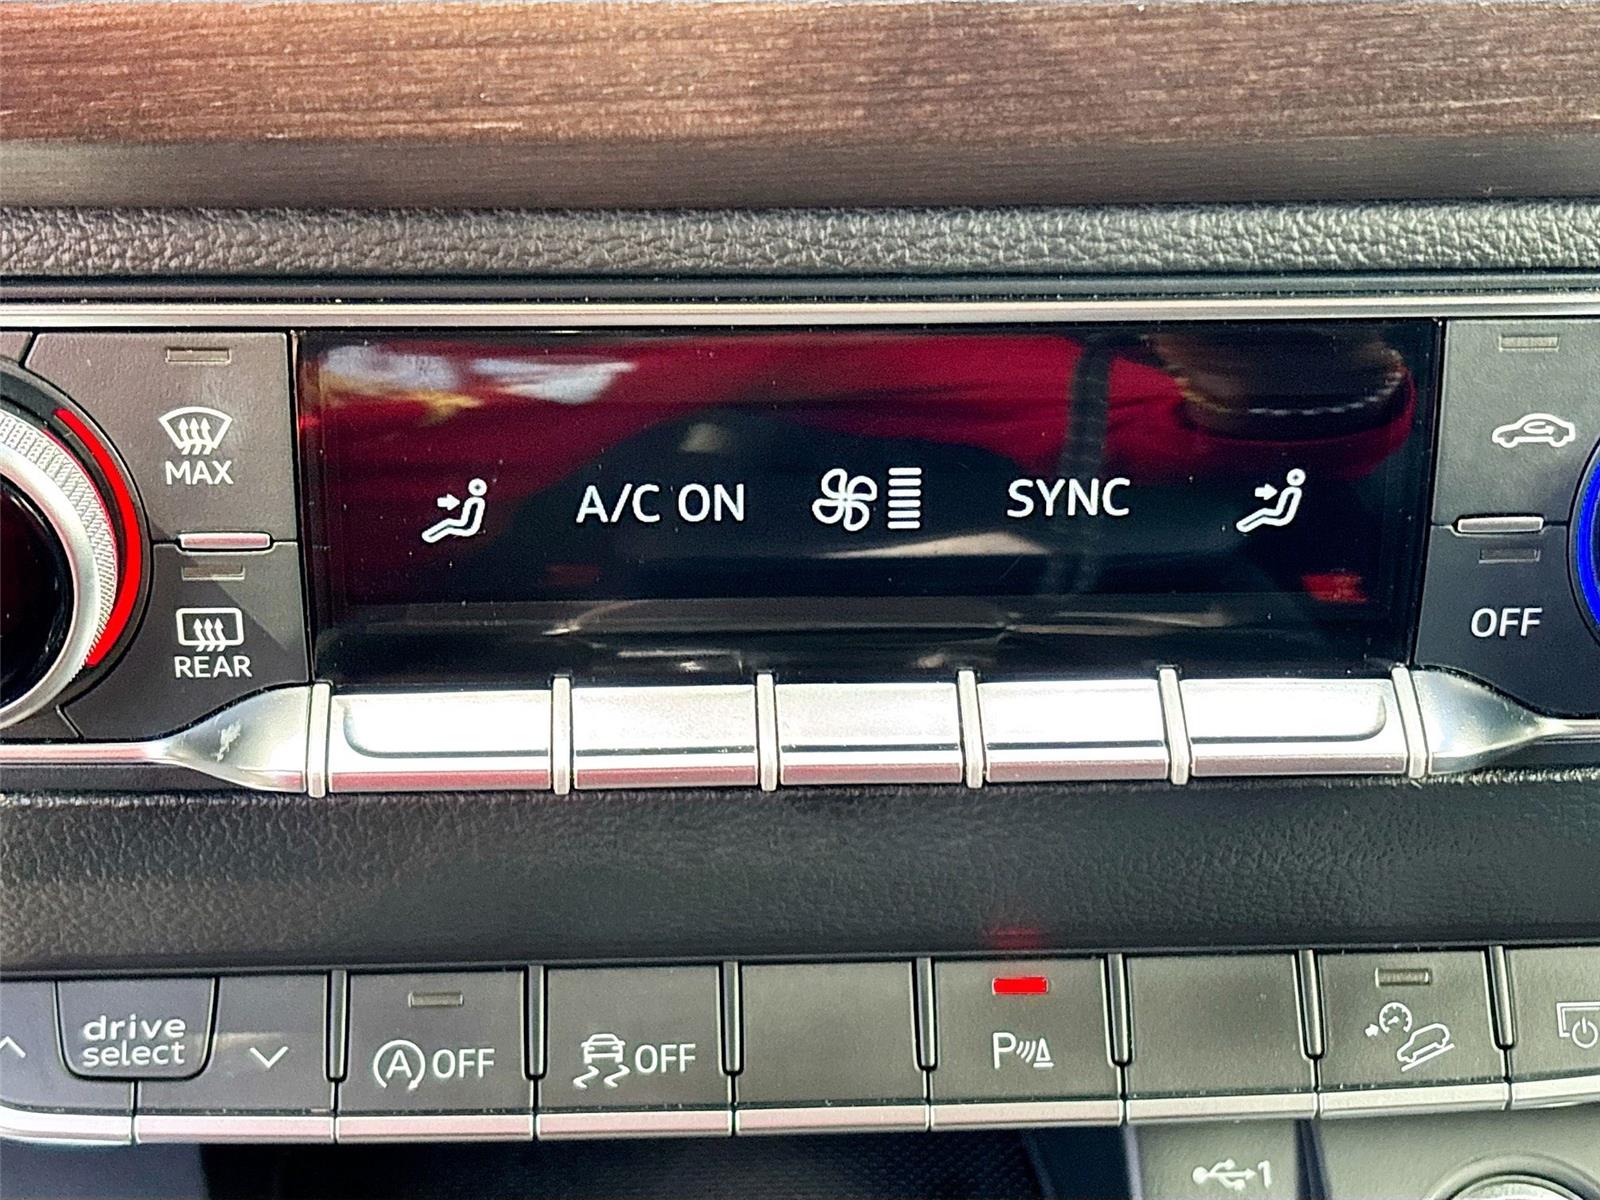 MAX
A/C ON
SYNC
REAR
OFF
drive
select
A OFF
OFF
P
1